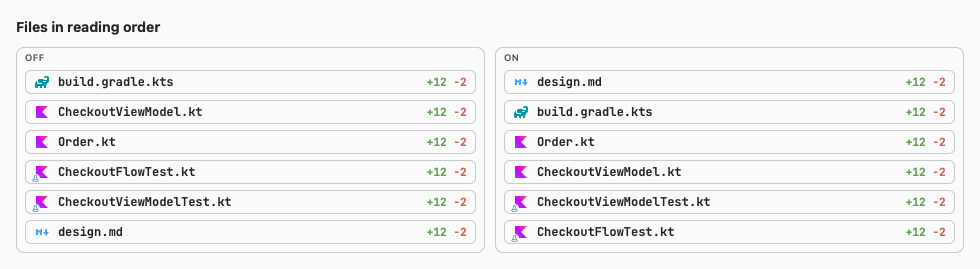 Files in reading order
OFF
build.gradle.kts +12 -2
CheckoutViewModel.kt +12 -2
Order.kt +12 -2
CheckoutFlowTest.kt +12 -2
CheckoutViewModelTest.kt +12 -2
design.md +12 -2
ON
design.md +12 -2
build.gradle.kts +12 -2
Order.kt +12 -2
CheckoutViewModel.kt +12 -2
CheckoutViewModelTest.kt +12 -2
CheckoutFlowTest.kt +12 -2